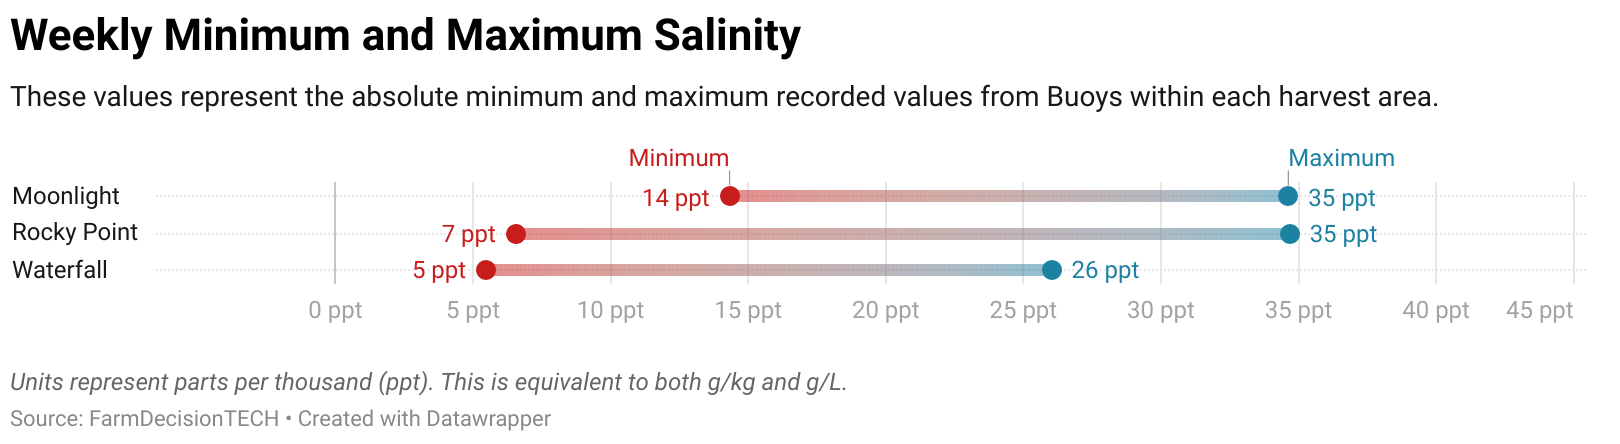 Weekly Minimum and Maximum Salinity
These values represent the absolute minimum and maximum recorded values from Buoys within each harvest area.
Minimum Maximum
Moonlight 14 ppt 35 ppt
Rocky Point 7 ppt 35 ppt
Waterfall 5 ppt 26 ppt
0 ppt 5 ppt 10 ppt 15 ppt 20 ppt 25 ppt 30 ppt 35 ppt 40 ppt 45 ppt
Units represent parts per thousand (ppt). This is equivalent to both g/kg and g/L.
Source: FarmDecisionTECH • Created with Datawrapper